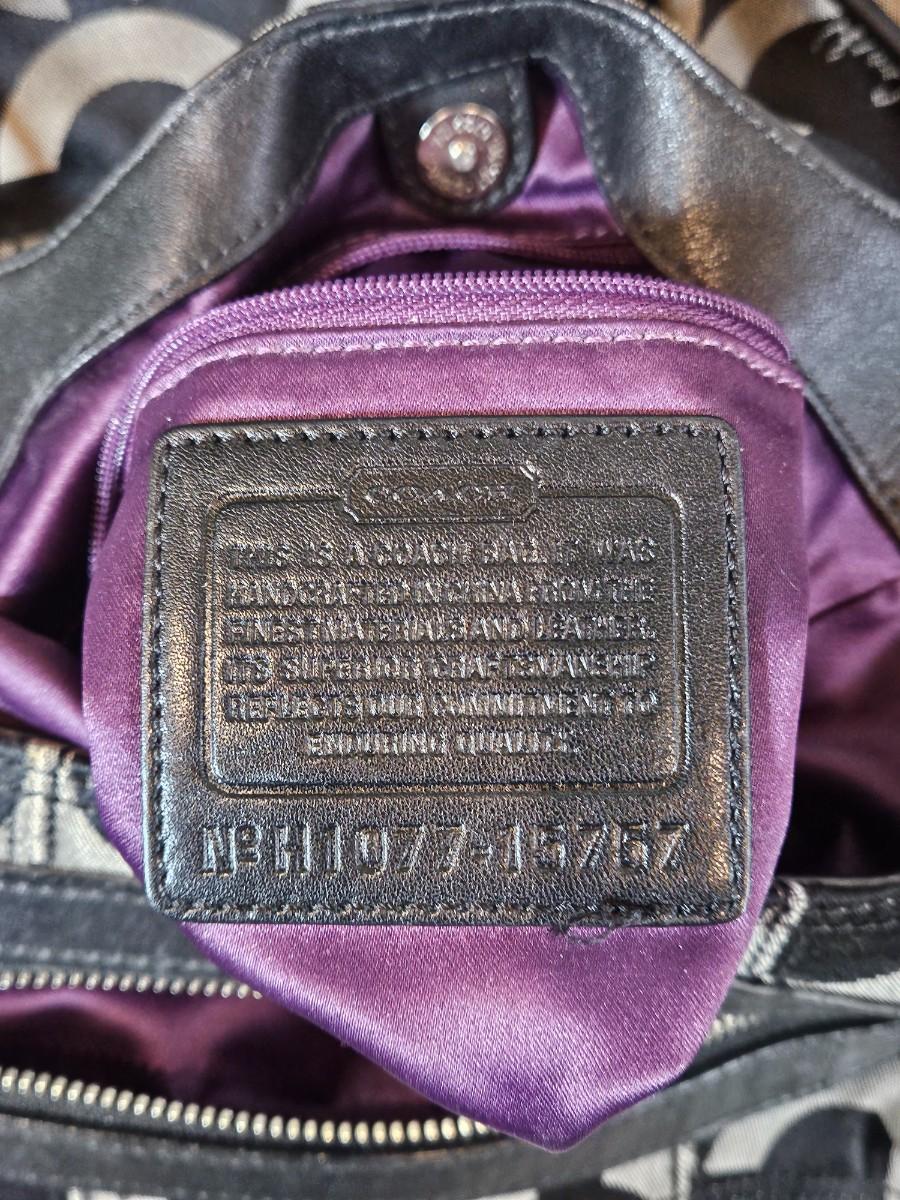 Coach
COACH
THIS IS A COACH BAG. IT WAS
HANDCRAFTED IN CHINA FROM THE
FINEST MATERIALS AND LEATHER.
ITS SUPERIOR CRAFTSMANSHIP
REFLECTS OUR COMMITMENT TO
ENDURING QUALITY.
Nº H1077-15767